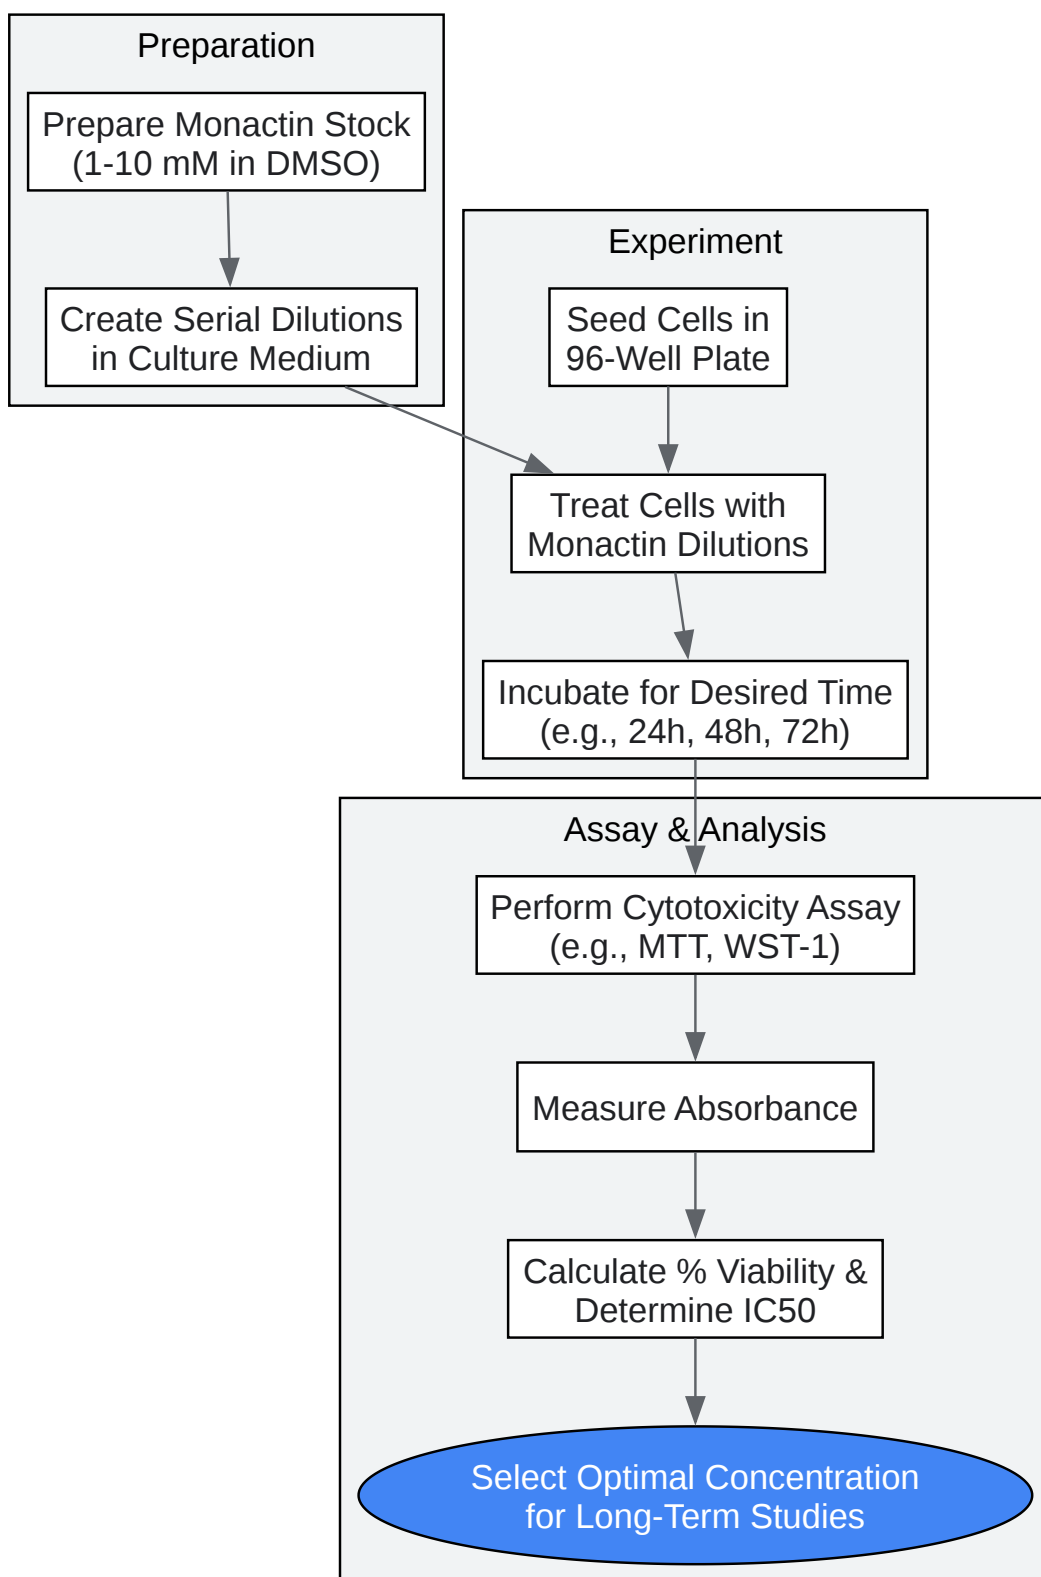 Preparation
Prepare Monactin Stock
(1-10 mM in DMSO)
Create Serial Dilutions
in Culture Medium
Experiment
Seed Cells in
96-Well Plate
Treat Cells with
Monactin Dilutions
Incubate for Desired Time
(e.g., 24h, 48h, 72h)
Assay & Analysis
Perform Cytotoxicity Assay
(e.g., MTT, WST-1)
Measure Absorbance
Calculate % Viability &
Determine IC50
Select Optimal Concentration
for Long-Term Studies